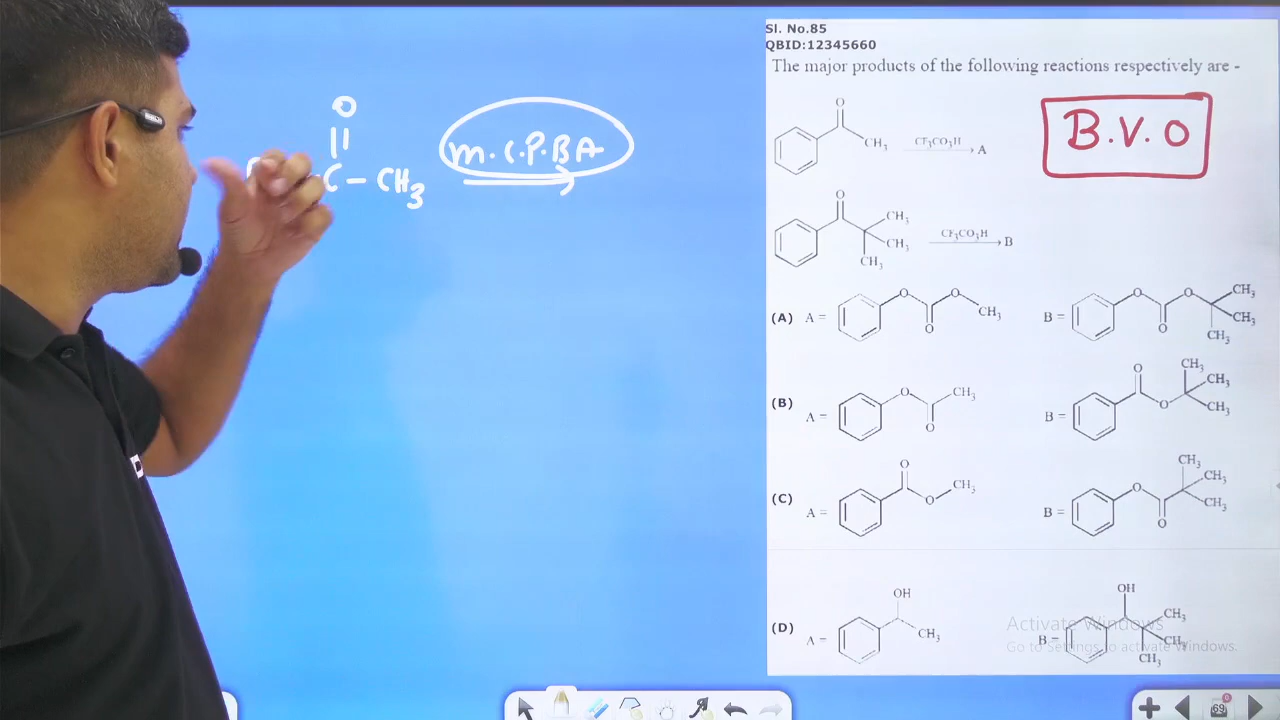 Sl. No.85
QBID:12345660
The major products of the following reactions respectively are -
B.V.O
O
||
C - CH3
m.C.P.BA
O
CH3
CF3CO3H
A
O
CH3
CH3
CH3
CF3CO3H
B
(A) A =
O
O
O
CH3
B =
O
O
O
CH3
CH3
CH3
(B)
A =
O
CH3
O
B =
O
O
CH3
CH3
CH3
(C)
A =
O
O
CH3
B =
O
O
CH3
CH3
CH3
(D)
A =
OH
CH3
B =
OH
CH3
CH3
CH3
Activate Windows
Go to Settings to activate Windows.
69